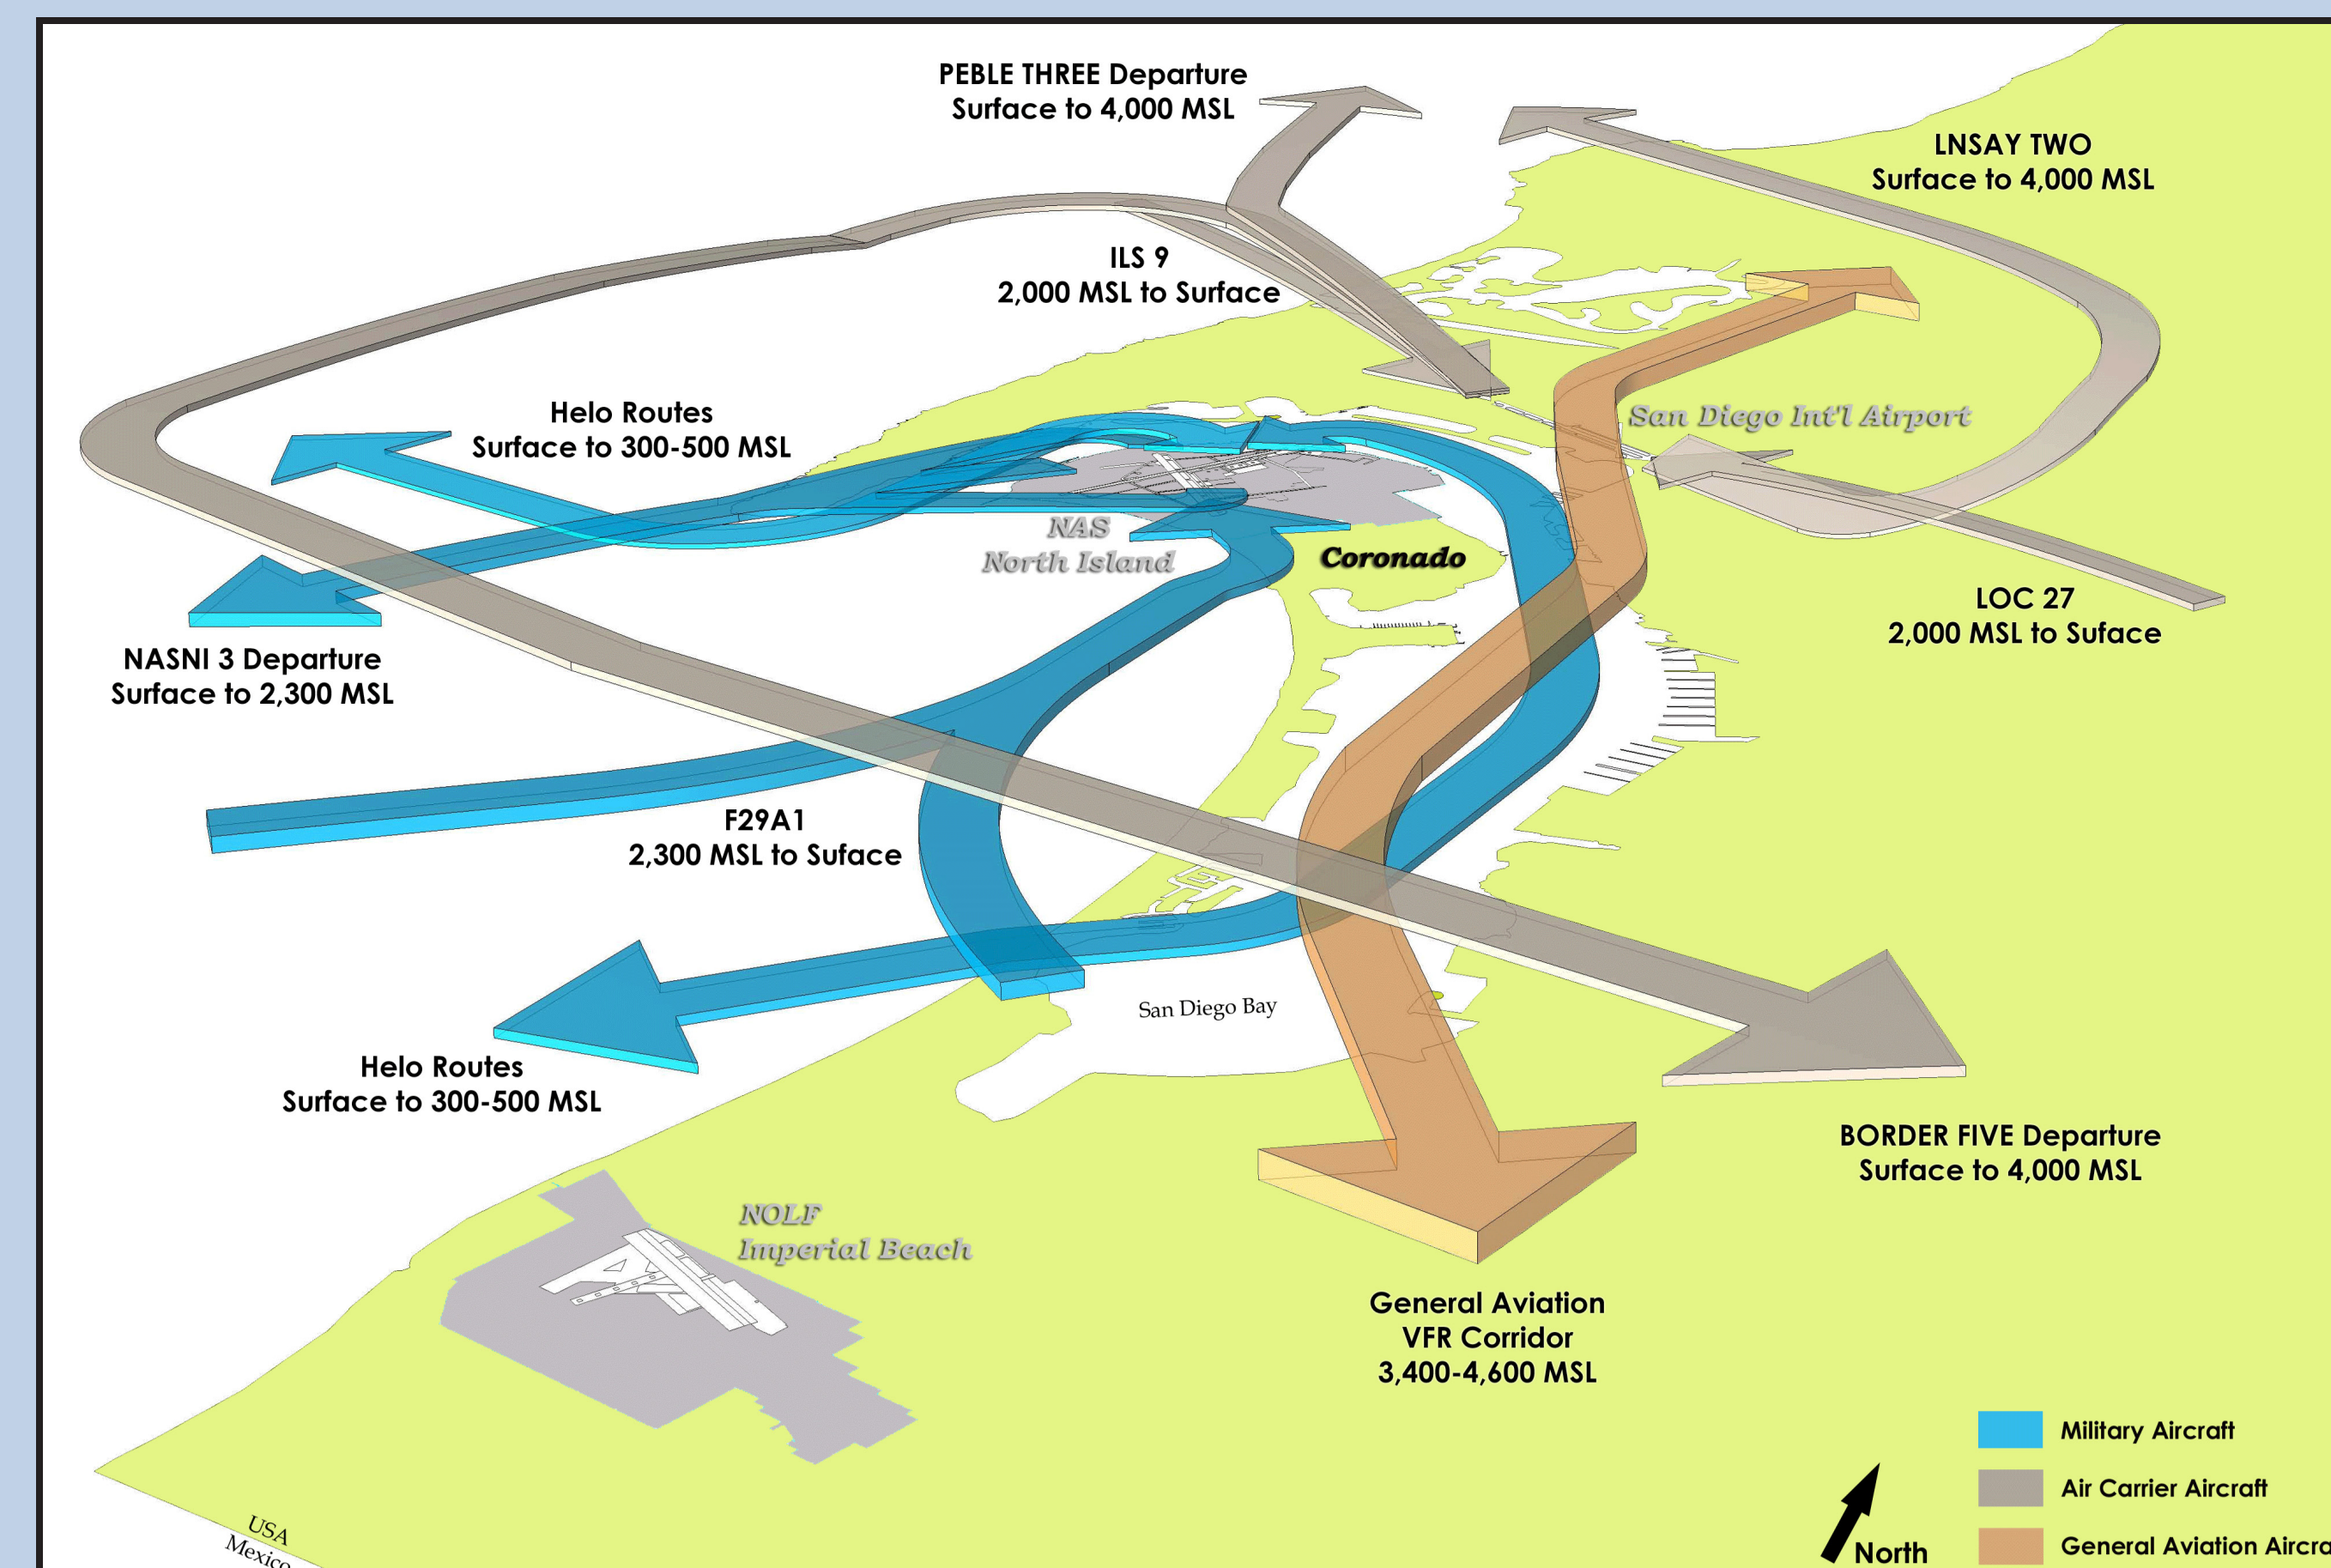 PEBLE THREE Departure
Surface to 4,000 MSL
LNSAY TWO
Surface to 4,000 MSL
ILS 9
2,000 MSL to Surface
Helo Routes
Surface to 300-500 MSL
San Diego Int'l Airport
NAS
North Island
Coronado
LOC 27
2,000 MSL to Suface
NASNI 3 Departure
Surface to 2,300 MSL
F29A1
2,300 MSL to Suface
San Diego Bay
Helo Routes
Surface to 300-500 MSL
BORDER FIVE Departure
Surface to 4,000 MSL
NOLF
Imperial Beach
General Aviation
VFR Corridor
3,400-4,600 MSL
Military Aircraft
Air Carrier Aircraft
General Aviation Aircra
North
USA
Mexico